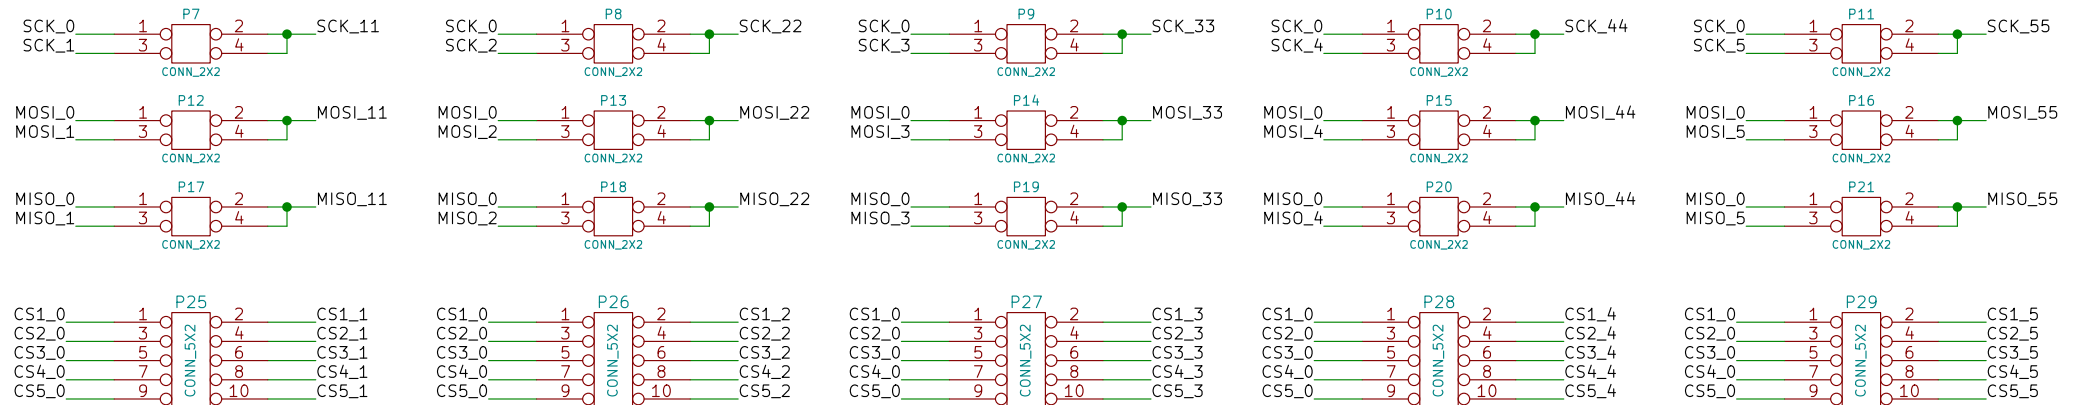 P7 P8 P9 P10 P11
SCK_0 1 2 SCK_11 SCK_0 1 2 SCK_22 SCK_0 1 2 SCK_33 SCK_0 1 2 SCK_44 SCK_0 1 2 SCK_55
SCK_1 3 4 SCK_2 3 4 SCK_3 3 4 SCK_4 3 4 SCK_5 3 4
CONN_2X2 CONN_2X2 CONN_2X2 CONN_2X2 CONN_2X2
P12 P13 P14 P15 P16
MOSI_0 1 2 MOSI_11 MOSI_0 1 2 MOSI_22 MOSI_0 1 2 MOSI_33 MOSI_0 1 2 MOSI_44 MOSI_0 1 2 MOSI_55
MOSI_1 3 4 MOSI_2 3 4 MOSI_3 3 4 MOSI_4 3 4 MOSI_5 3 4
CONN_2X2 CONN_2X2 CONN_2X2 CONN_2X2 CONN_2X2
P17 P18 P19 P20 P21
MISO_0 1 2 MISO_11 MISO_0 1 2 MISO_22 MISO_0 1 2 MISO_33 MISO_0 1 2 MISO_44 MISO_0 1 2 MISO_55
MISO_1 3 4 MISO_2 3 4 MISO_3 3 4 MISO_4 3 4 MISO_5 3 4
CONN_2X2 CONN_2X2 CONN_2X2 CONN_2X2 CONN_2X2
P25 P26 P27 P28 P29
CS1_0 1 2 CS1_1 CS1_0 1 2 CS1_2 CS1_0 1 2 CS1_3 CS1_0 1 2 CS1_4 CS1_0 1 2 CS1_5
CS2_0 3 4 CS2_1 CS2_0 3 4 CS2_2 CS2_0 3 4 CS2_3 CS2_0 3 4 CS2_4 CS2_0 3 4 CS2_5
CS3_0 5 6 CS3_1 CS3_0 5 6 CS3_2 CS3_0 5 6 CS3_3 CS3_0 5 6 CS3_4 CS3_0 5 6 CS3_5
CS4_0 7 8 CS4_1 CS4_0 7 8 CS4_2 CS4_0 7 8 CS4_3 CS4_0 7 8 CS4_4 CS4_0 7 8 CS4_5
CS5_0 9 10 CS5_1 CS5_0 9 10 CS5_2 CS5_0 9 10 CS5_3 CS5_0 9 10 CS5_4 CS5_0 9 10 CS5_5
CONN_5X2 CONN_5X2 CONN_5X2 CONN_5X2 CONN_5X2